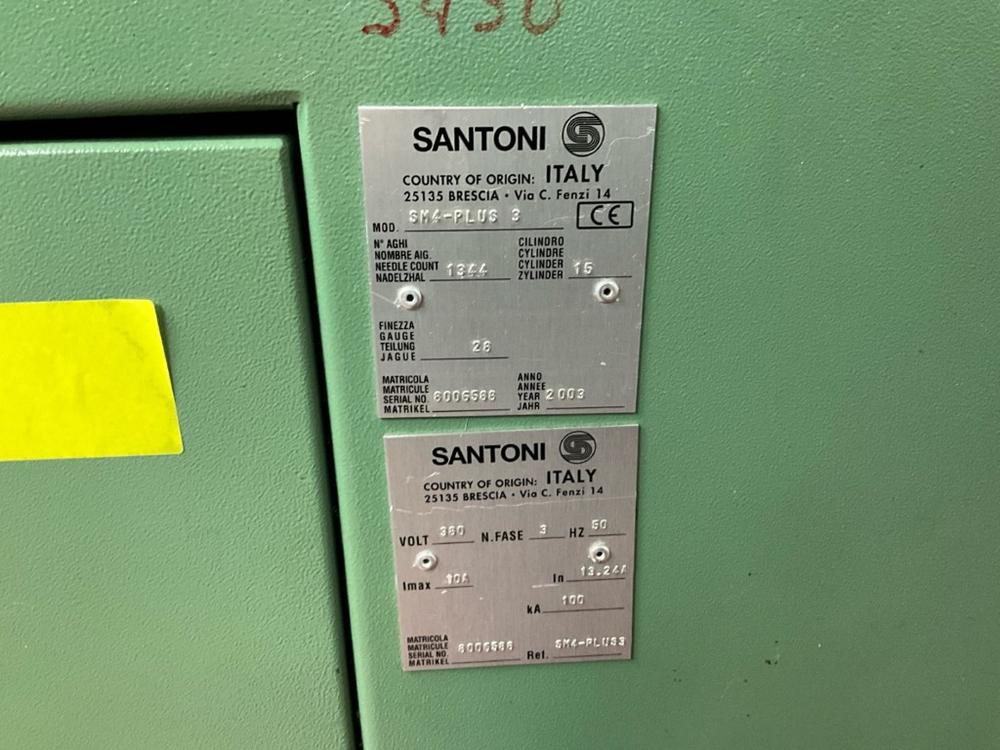 SANTONI
COUNTRY OF ORIGIN: ITALY
25135 BRESCIA • Via C. Fenzi 14
MOD. SM4-PLUS 3 CE
N° AGHI
NOMBRE AIG.
NEEDLE COUNT 1344
NADELZHAL
CILINDRO
CYLINDRE
CYLINDER 15
ZYLINDER
FINEZZA
GAUGE
TEILUNG 28
JAGUE
MATRICOLA
MATRICULE
SERIAL NO.
MATRIKEL
ANNO
ANNEE
YEAR 2003
JAHR
SANTONI
COUNTRY OF ORIGIN: ITALY
25135 BRESCIA • Via C. Fenzi 14
VOLT 380 N.FASE 3 HZ 50
Imax 10A In 13.24A
kA 100
MATRICOLA
MATRICULE
SERIAL NO.
MATRIKEL
Ref. SM4-PLUS3